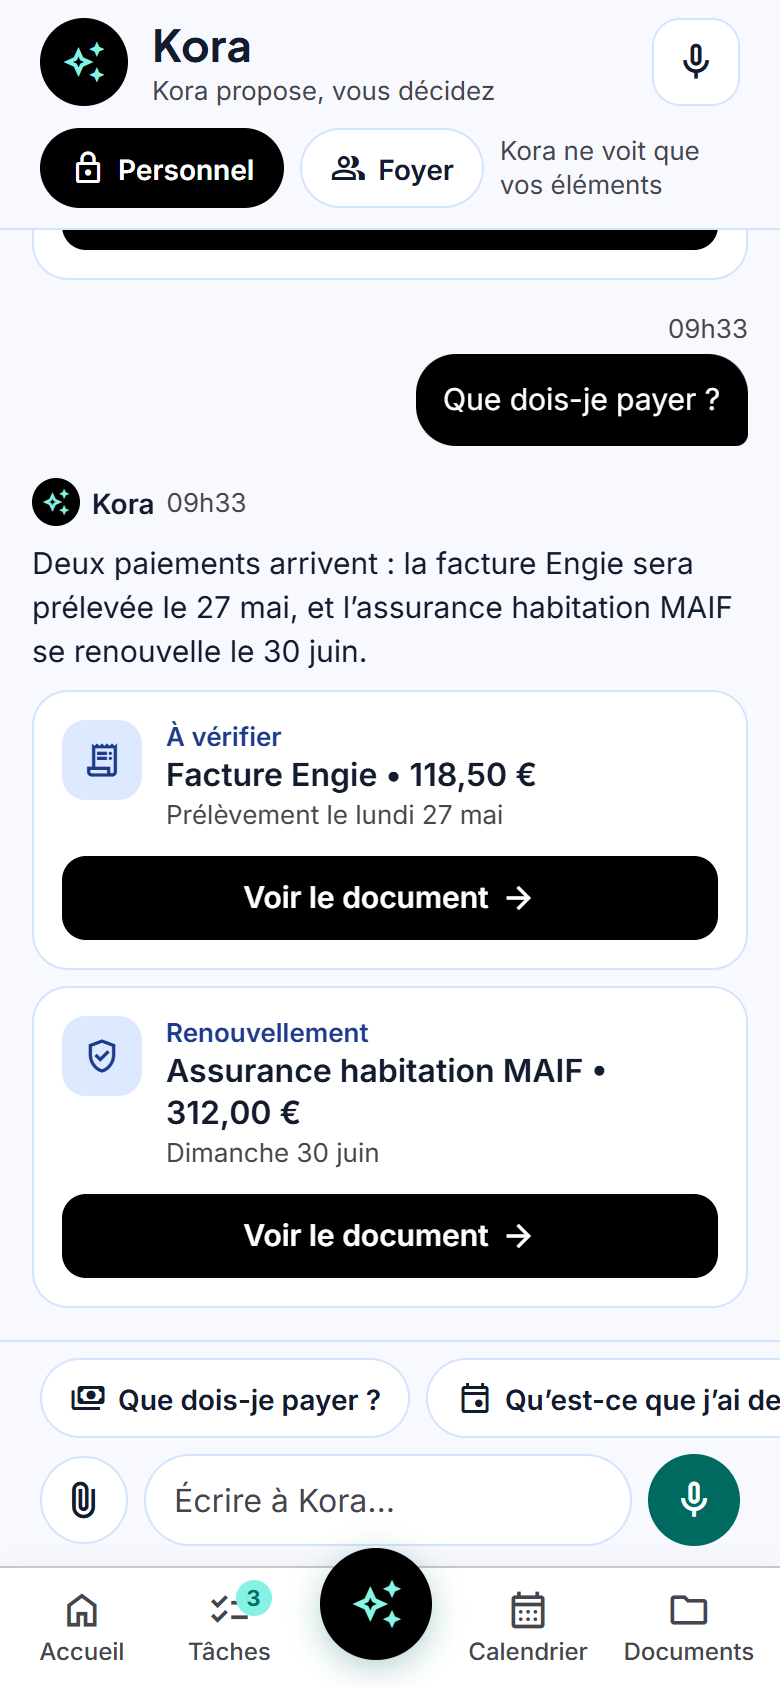 Kora
Kora propose, vous décidez
Personnel
Foyer
Kora ne voit que
vos éléments
09h33
Que dois-je payer ?
Kora 09h33
Deux paiements arrivent : la facture Engie sera
prélevée le 27 mai, et l’assurance habitation MAIF
se renouvelle le 30 juin.
À vérifier
Facture Engie • 118,50 €
Prélèvement le lundi 27 mai
Voir le document →
Renouvellement
Assurance habitation MAIF •
312,00 €
Dimanche 30 juin
Voir le document →
Que dois-je payer ?
Qu’est-ce que j’ai de
Écrire à Kora...
3
Accueil
Tâches
Calendrier
Documents